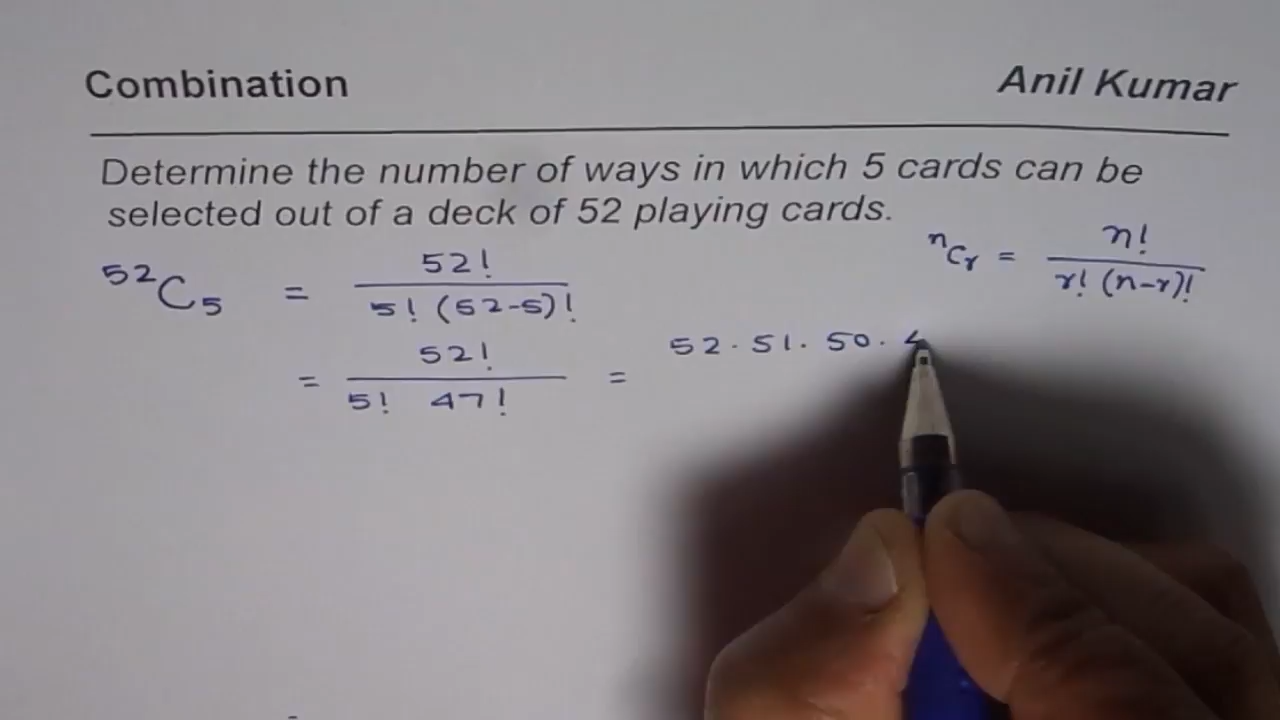 Combination Anil Kumar
Determine the number of ways in which 5 cards can be
selected out of a deck of 52 playing cards.
ⁿCᵣ = n! / r! (n-r)!
⁵²C₅ = 52! / 5! (52-5)!
= 52! / 5! 47! = 52 · 51 · 50 · 4